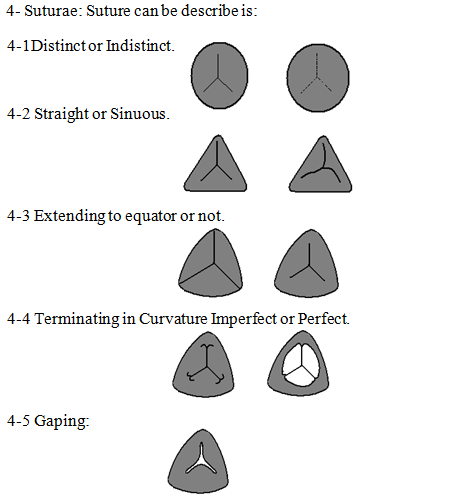 4- Suturae: Suture can be describe is:
4-1Distinct or Indistinct.
4-2 Straight or Sinuous.
4-3 Extending to equator or not.
4-4 Terminating in Curvature Imperfect or Perfect.
4-5 Gaping: